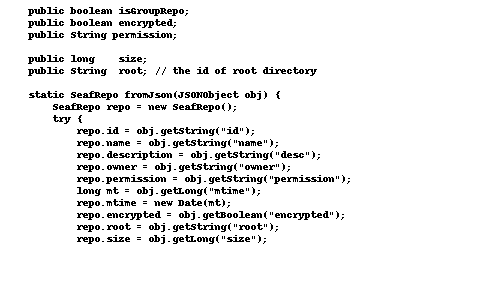 public boolean isGroupRepo;
public boolean encrypted;
public String permission;
public long    size;
public String  root; // the id of root directory
static SeafRepo fromJson(JSONObject obj) {
    SeafRepo repo = new SeafRepo();
    try {
        repo.id = obj.getString("id");
        repo.name = obj.getString("name");
        repo.description = obj.getString("desc");
        repo.owner = obj.getString("owner");
        repo.permission = obj.getString("permission");
        long mt = obj.getLong("mtime");
        repo.mtime = new Date(mt);
        repo.encrypted = obj.getBoolean("encrypted");
        repo.root = obj.getString("root");
        repo.size = obj.getLong("size");